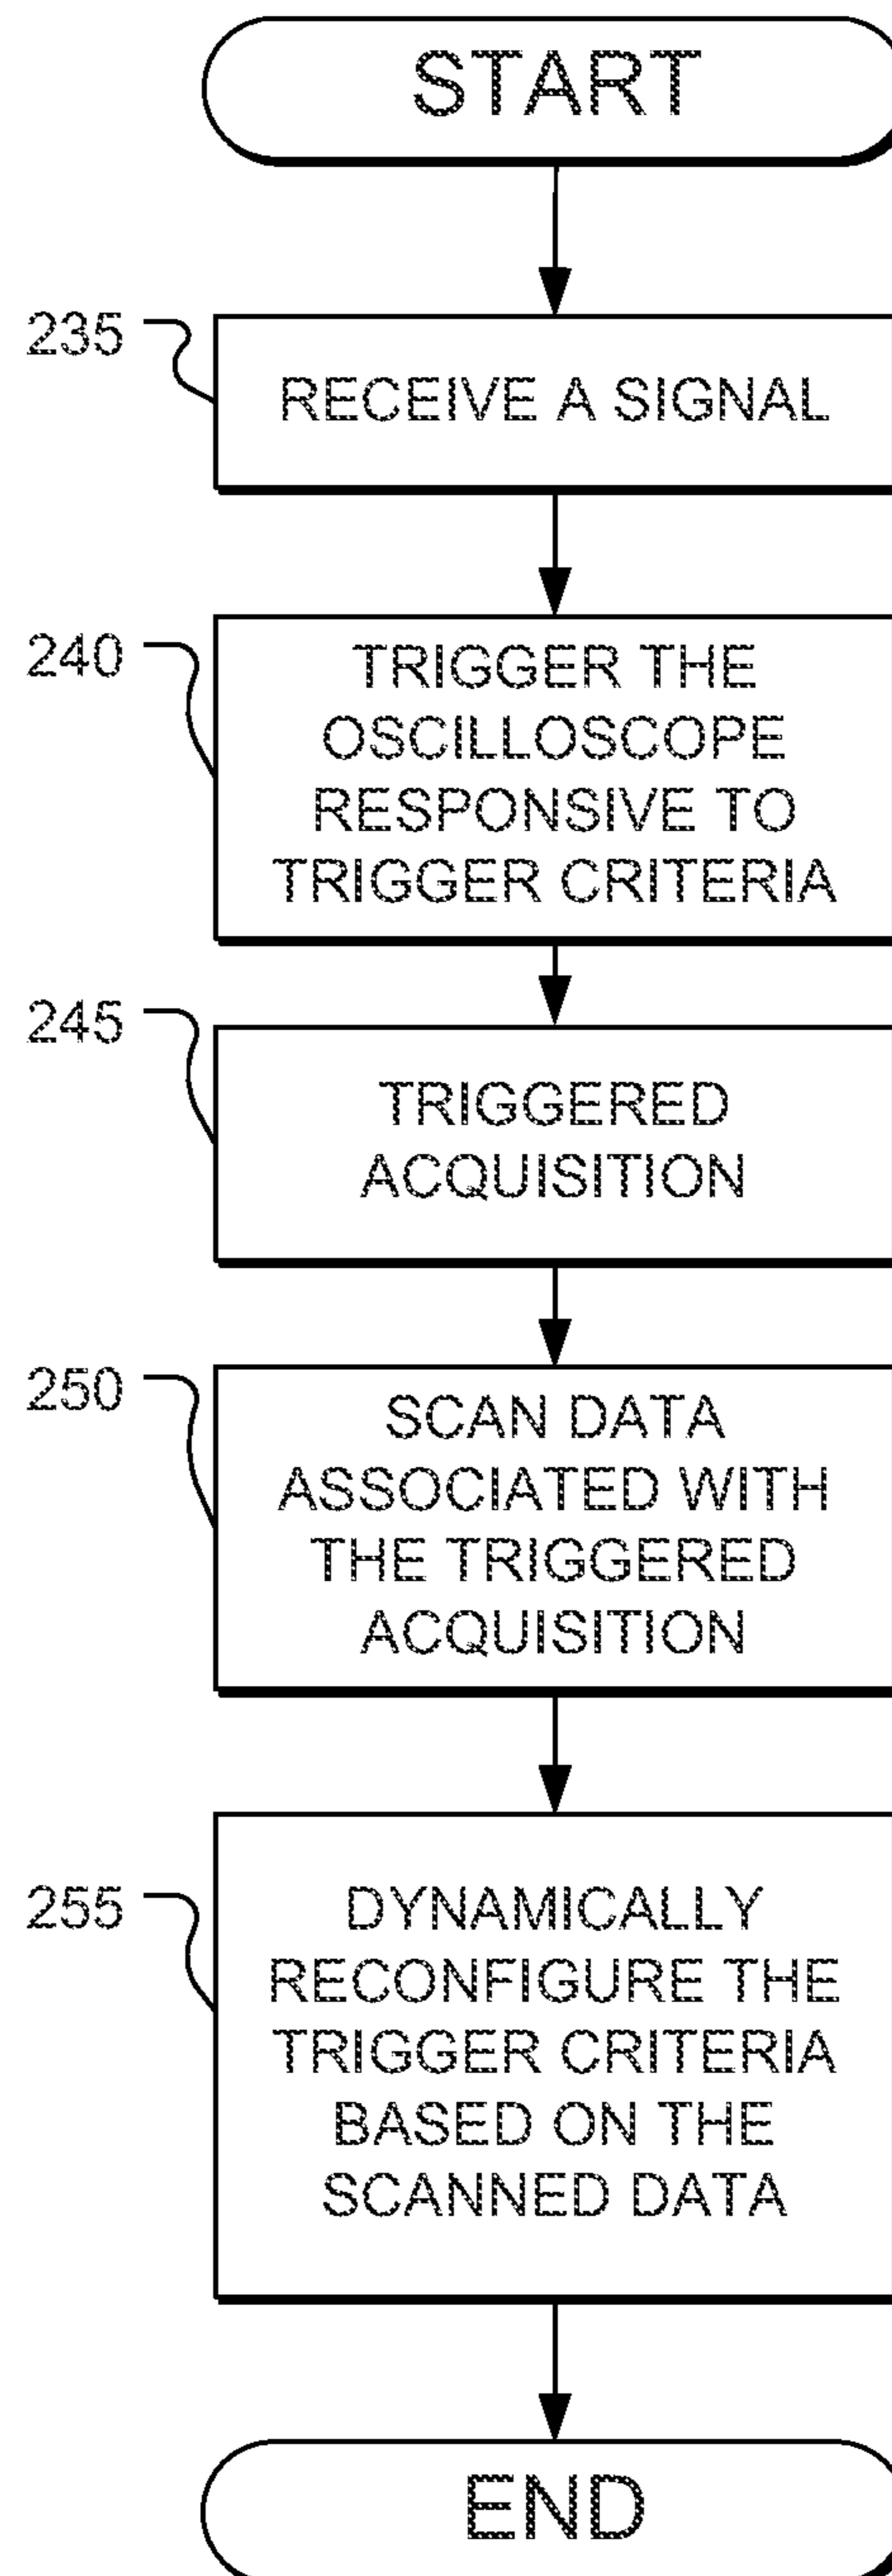 START
235
RECEIVE A SIGNAL
240
TRIGGER THE
OSCILLOSCOPE
RESPONSIVE TO
TRIGGER CRITERIA
245
TRIGGERED
ACQUISITION
250
SCAN DATA
ASSOCIATED WITH
THE TRIGGERED
ACQUISITION
255
DYNAMICALLY
RECONFIGURE THE
TRIGGER CRITERIA
BASED ON THE
SCANNED DATA
END